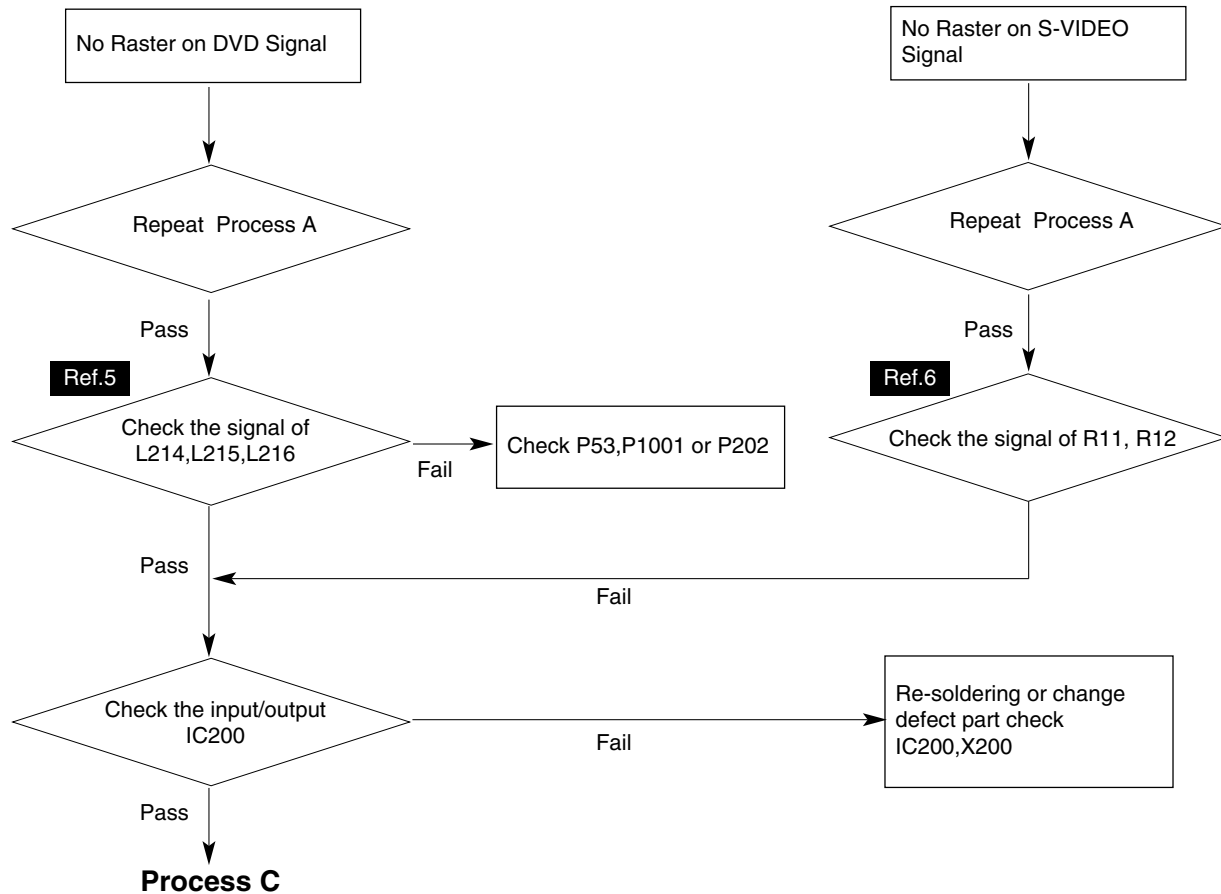 No Raster on DVD Signal
No Raster on S-VIDEO
Signal
Repeat Process A
Repeat Process A
Pass
Pass
Ref.5
Ref.6
Check the signal of
L214,L215,L216
Fail
Check P53,P1001 or P202
Check the signal of R11, R12
Pass
Fail
Check the input/output
IC200
Fail
Re-soldering or change
defect part check
IC200,X200
Pass
Process C